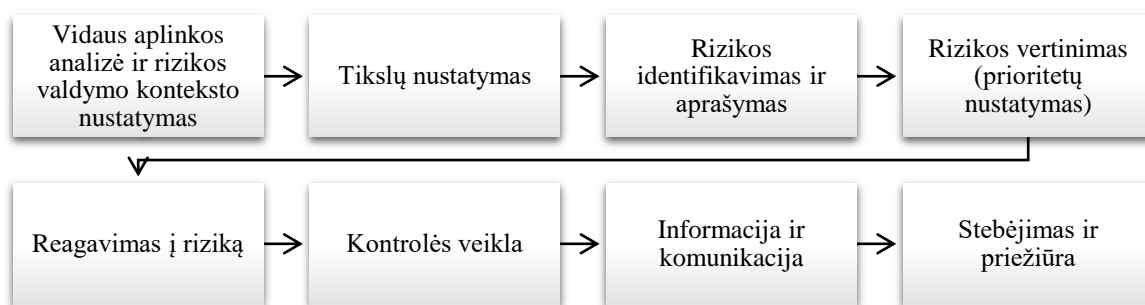 Vidaus aplinkos
analizė ir rizikos
valdymo konteksto
nustatymas
Tikslų nustatymas
Rizikos
identifikavimas ir
aprašymas
Rizikos vertinimas
(prioritetų
nustatymas)
Reagavimas į riziką
Kontrolės veikla
Informacija ir
komunikacija
Stebėjimas ir
priežiūra